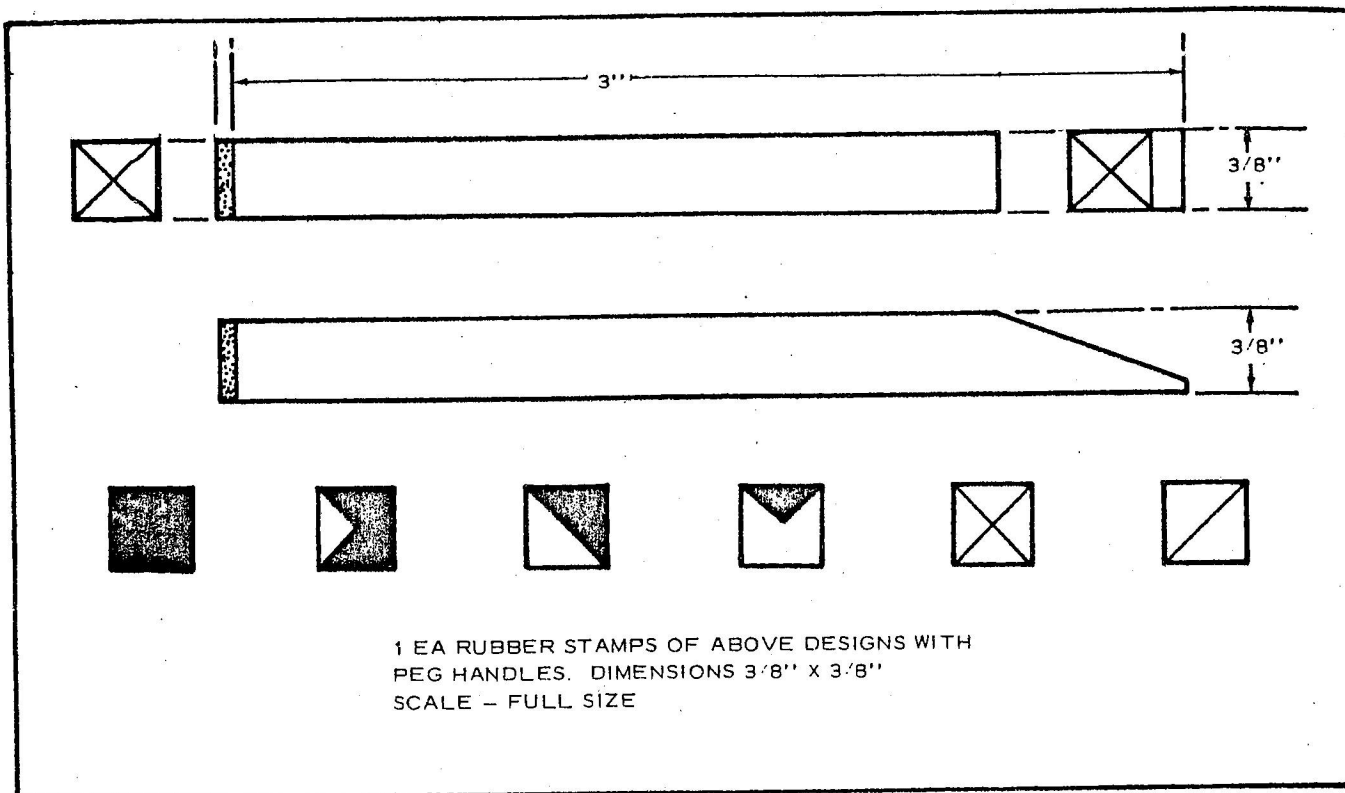 3''
3/8''
3/8''
1 EA RUBBER STAMPS OF ABOVE DESIGNS WITH
PEG HANDLES. DIMENSIONS 3/8'' X 3/8''
SCALE – FULL SIZE